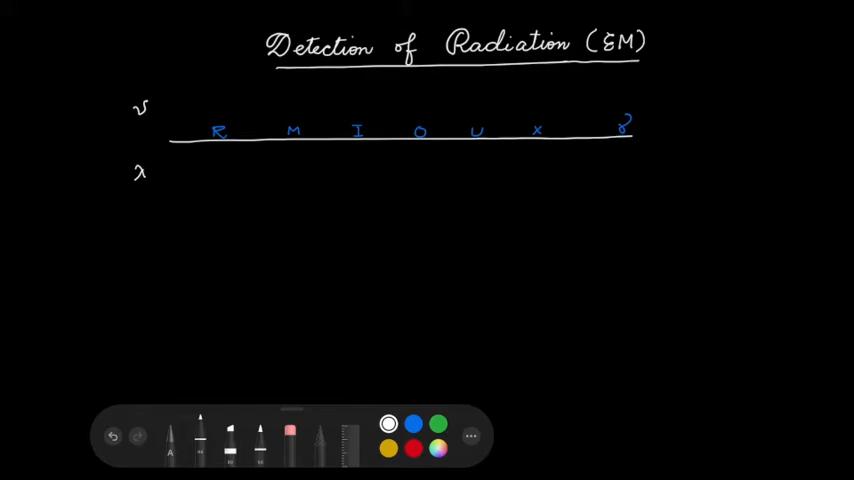 Detection of Radiation (EM)
ν
R M I O U X γ
λ
A